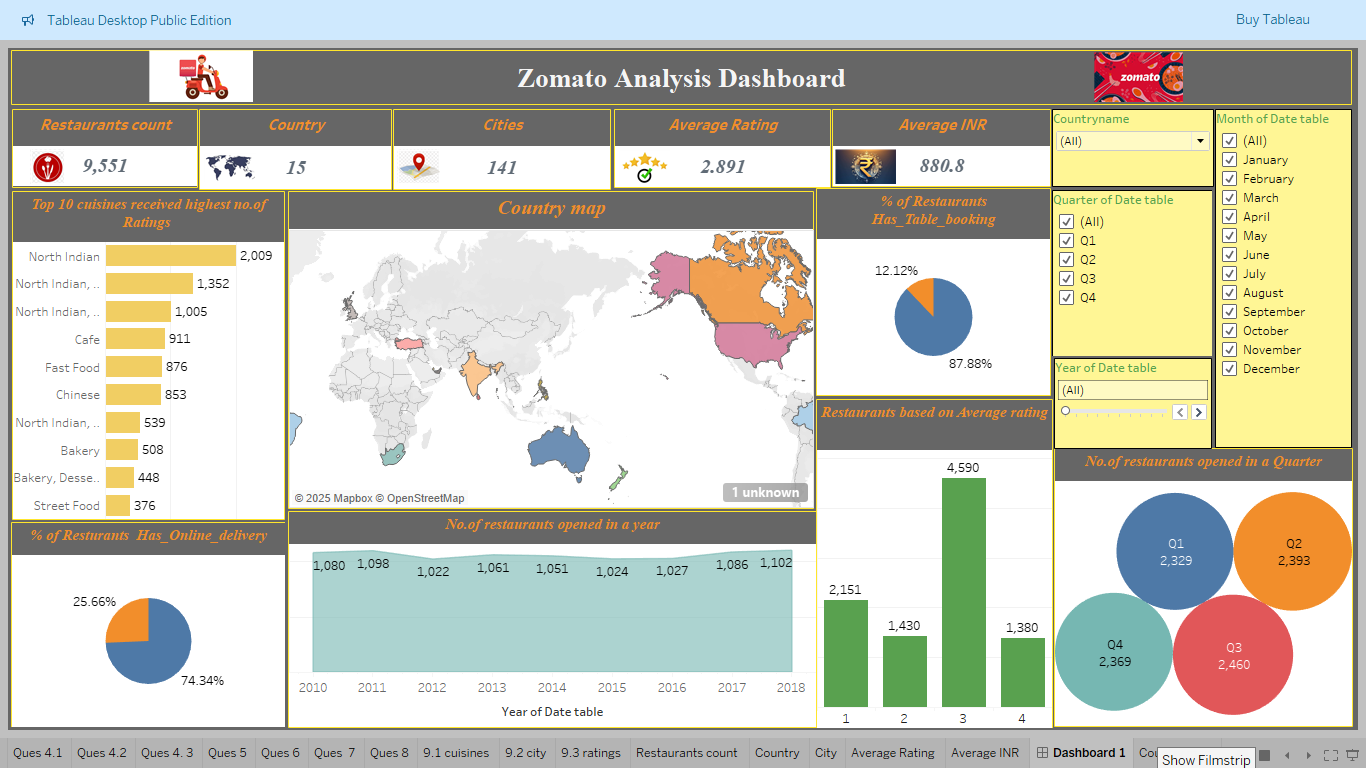 Tableau Desktop Public Edition
Buy Tableau
zomato
Zomato Analysis Dashboard
zomato
Restaurants count
9,551
Country
15
Cities
141
Average Rating
2.891
Average INR
880.8
Countryname
(All)
Month of Date table
(All)
January
February
March
April
May
June
July
August
September
October
November
December
Quarter of Date table
(All)
Q1
Q2
Q3
Q4
Year of Date table
(All)
Top 10 cuisines received highest no.of
Ratings
North Indian
2,009
North Indian, ..
1,352
North Indian, ..
1,005
Cafe
911
Fast Food
876
Chinese
853
North Indian, ..
539
Bakery
508
Bakery, Desse..
448
Street Food
376
Country map
© 2025 Mapbox © OpenStreetMap
1 unknown
% of Restaurants
Has_Table_booking
12.12%
87.88%
Restaurants based on Average rating
2,151
1,430
4,590
1,380
1
2
3
4
% of Resturants Has_Online_delivery
25.66%
74.34%
No.of restaurants opened in a year
1,080
1,098
1,022
1,061
1,051
1,024
1,027
1,086
1,102
2010
2011
2012
2013
2014
2015
2016
2017
2018
Year of Date table
No.of restaurants opened in a Quarter
Q1
2,329
Q2
2,393
Q4
2,369
Q3
2,460
Ques 4.1
Ques 4.2
Ques 4. 3
Ques 5
Ques 6
Ques 7
Ques 8
9.1 cuisines
9.2 city
9.3 ratings
Restaurants count
Country
City
Average Rating
Average INR
Dashboard 1
Show Filmstrip